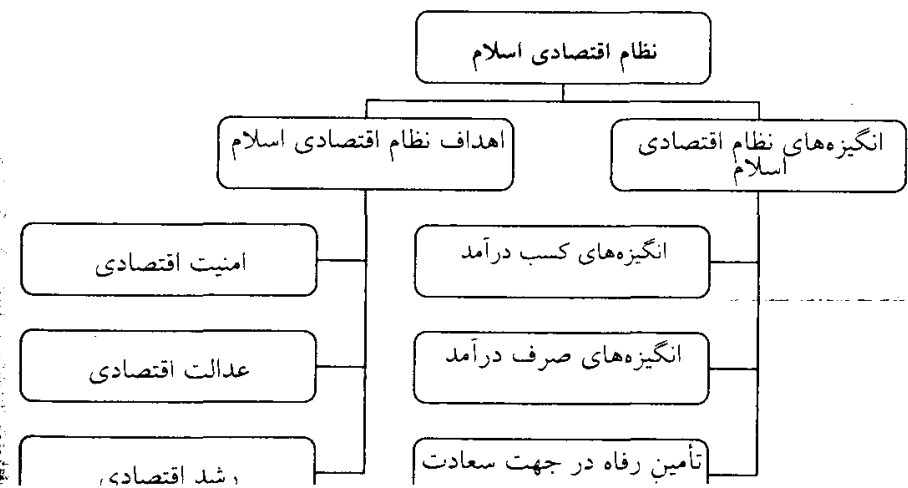 نظام اقتصادی اسلام
انگیزه‌های نظام اقتصادی
اسلام
انگیزه‌های کسب درآمد
انگیزه‌های صرف درآمد
تأمین رفاه در جهت سعادت
اهداف نظام اقتصادی اسلام
امنیت اقتصادی
عدالت اقتصادی
رشد اقتصادی